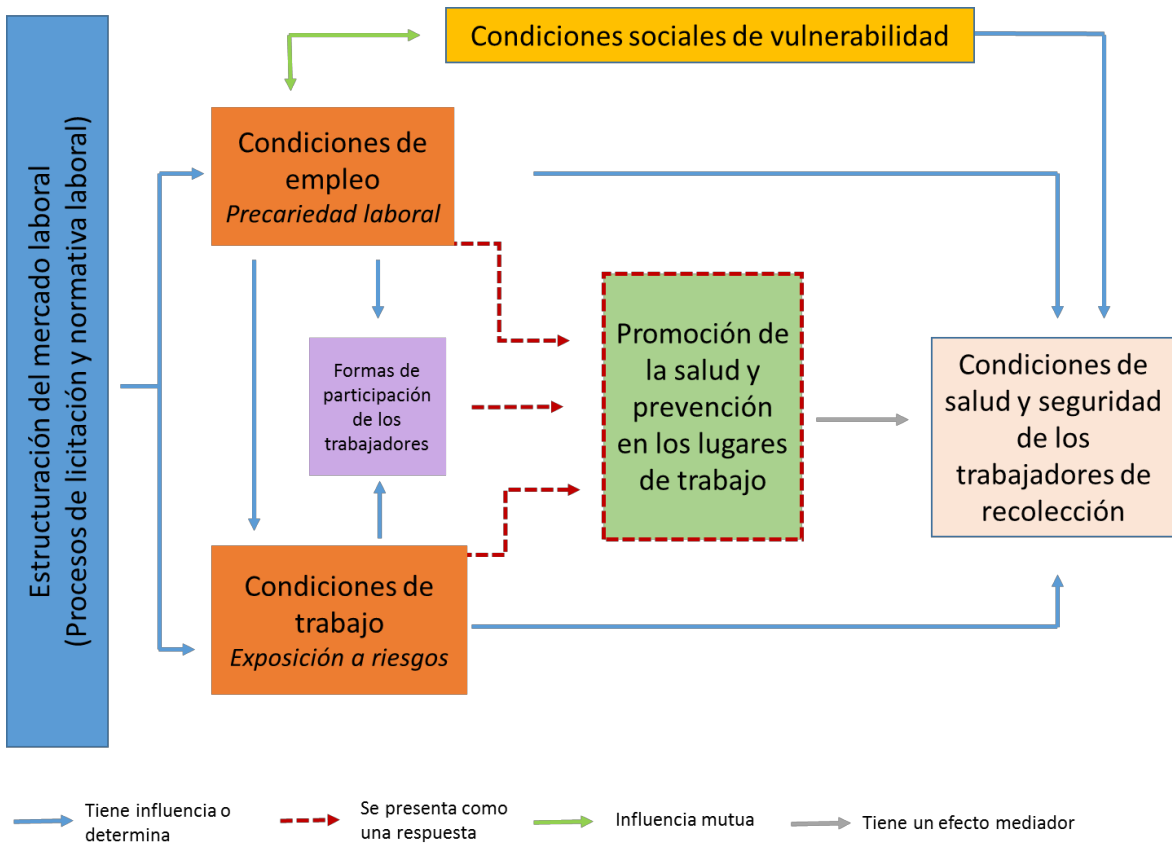 Estructuración del mercado laboral
(Procesos de licitación y normativa laboral)
Condiciones sociales de vulnerabilidad
Condiciones de
empleo
Precariedad laboral
Formas de
participación
de los
trabajadores
Condiciones de
trabajo
Exposición a riesgos
Promoción de
la salud y
prevención
en los lugares
de trabajo
Condiciones de
salud y seguridad
de los
trabajadores de
recolección
Tiene influencia o
determina
Se presenta como
una respuesta
Influencia mutua
Tiene un efecto mediador